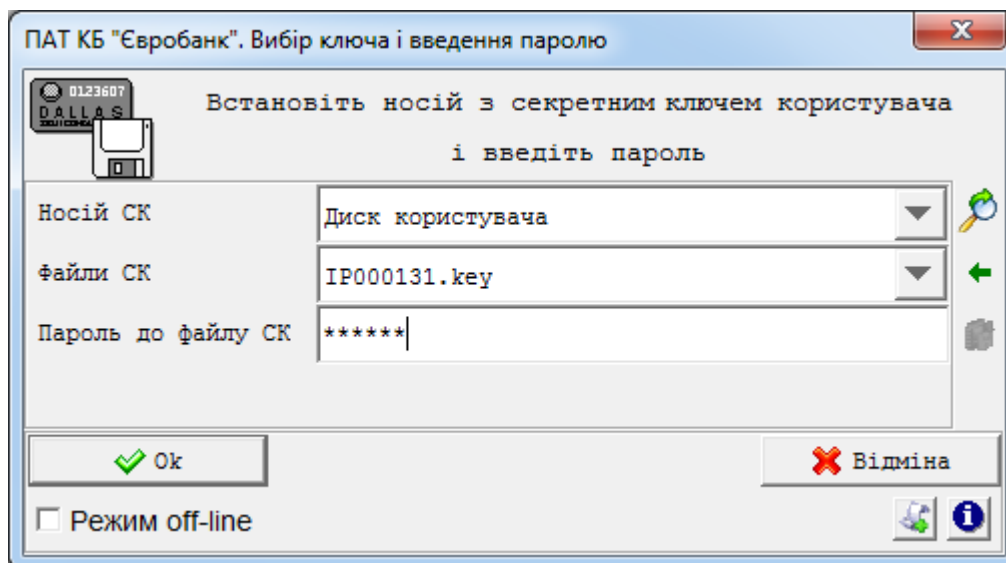 ПАТ КБ "Євробанк". Вибір ключа і введення паролю
0123607
DALLAS
Встановіть носій з секретним ключем користувача
і введіть пароль
Носій СК
Диск користувача
Файли СК
IP000131.key
Пароль до файлу СК
******
Ok
Відміна
Режим off-line